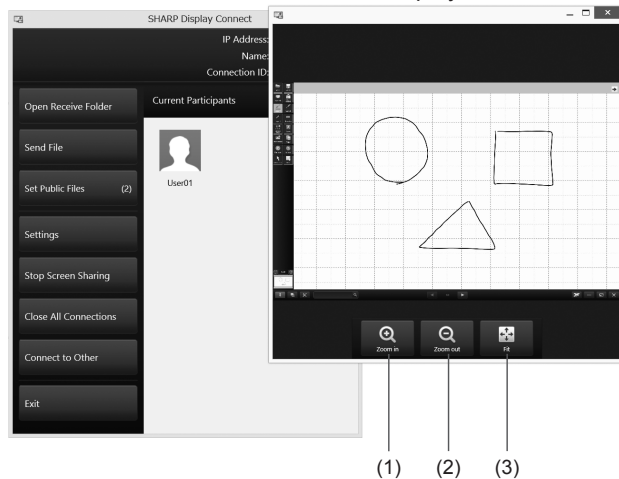 SHARP Display Connect
IP Address:
Name:
Connection ID:
Open Receive Folder
Send File
Set Public Files (2)
Settings
Stop Screen Sharing
Close All Connections
Connect to Other
Exit
Current Participants
User01
Zoom in
Zoom out
Fit
(1)
(2)
(3)